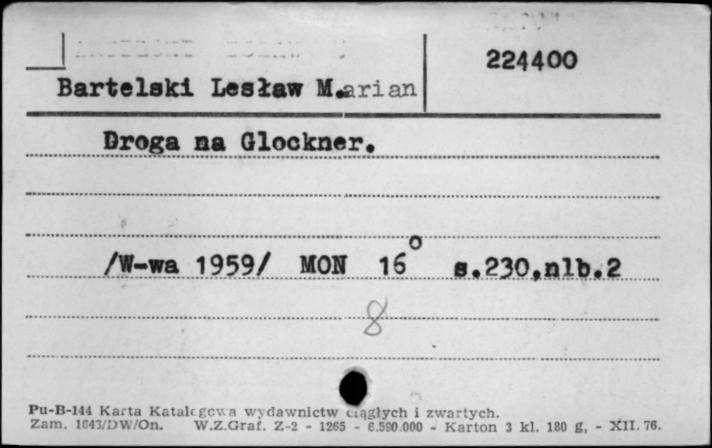 224400
Bartelski Lesław M.arian
Droga na Glockner.
/W-wa 1959/ MON 16° s.230,nlb.2
8
Pu-B-144 Karta Katalogowa wydawnictw ciągłych i zwartych.
Zam. 1643/DW/On. W.Z.Graf. Z-2 - 1265 - 6.590.000 - Karton 3 kl. 180 g, - XII. 76.